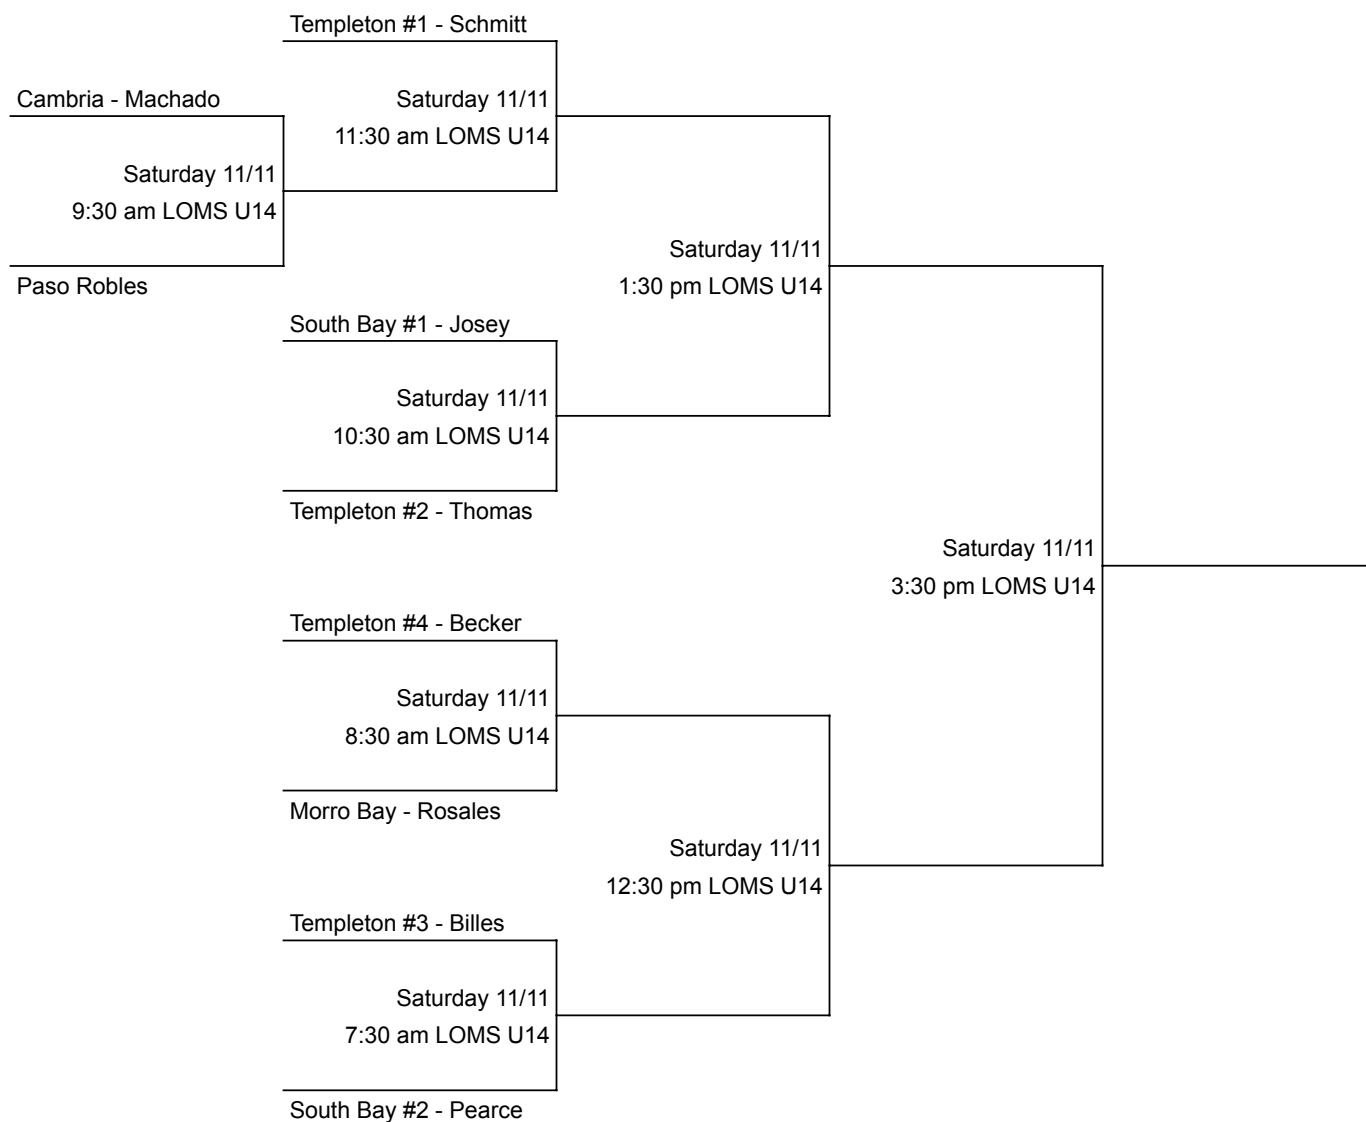 Templeton #1 - Schmitt
Cambria - Machado
Saturday 11/11
11:30 am LOMS U14
Saturday 11/11
9:30 am LOMS U14
Saturday 11/11
1:30 pm LOMS U14
Paso Robles
South Bay #1 - Josey
Saturday 11/11
10:30 am LOMS U14
Templeton #2 - Thomas
Saturday 11/11
3:30 pm LOMS U14
Templeton #4 - Becker
Saturday 11/11
8:30 am LOMS U14
Morro Bay - Rosales
Saturday 11/11
12:30 pm LOMS U14
Templeton #3 - Billes
Saturday 11/11
7:30 am LOMS U14
South Bay #2 - Pearce